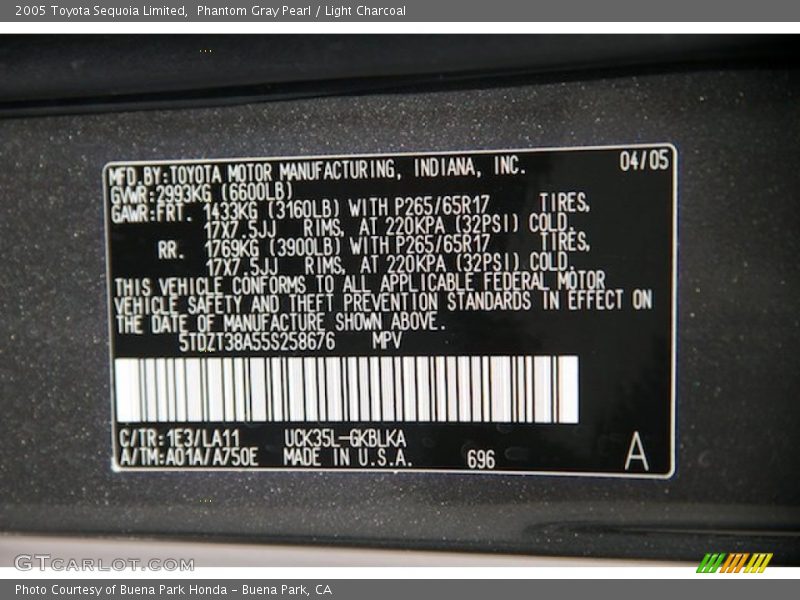 2005 Toyota Sequoia Limited,  Phantom Gray Pearl / Light Charcoal
MFD.BY:TOYOTA MOTOR MANUFACTURING, INDIANA, INC. 04/05
GVWR:2993KG (6600LB)
GAWR:FRT. 1433KG (3160LB) WITH P265/65R17 TIRES,
17X7.5JJ RIMS, AT 220KPA (32PSI) COLD.
RR. 1769KG (3900LB) WITH P265/65R17 TIRES,
17X7.5JJ RIMS, AT 220KPA (32PSI) COLD.
THIS VEHICLE CONFORMS TO ALL APPLICABLE FEDERAL MOTOR
VEHICLE SAFETY AND THEFT PREVENTION STANDARDS IN EFFECT ON
THE DATE OF MANUFACTURE SHOWN ABOVE.
5TDZT38A55S258676 MPV
C/TR:1E3/LA11 UCK35L-GKBLKA
A/TM:A01A/A750E MADE IN U.S.A. 696 A
GTCARLOT.COM
Photo Courtesy of Buena Park Honda - Buena Park, CA